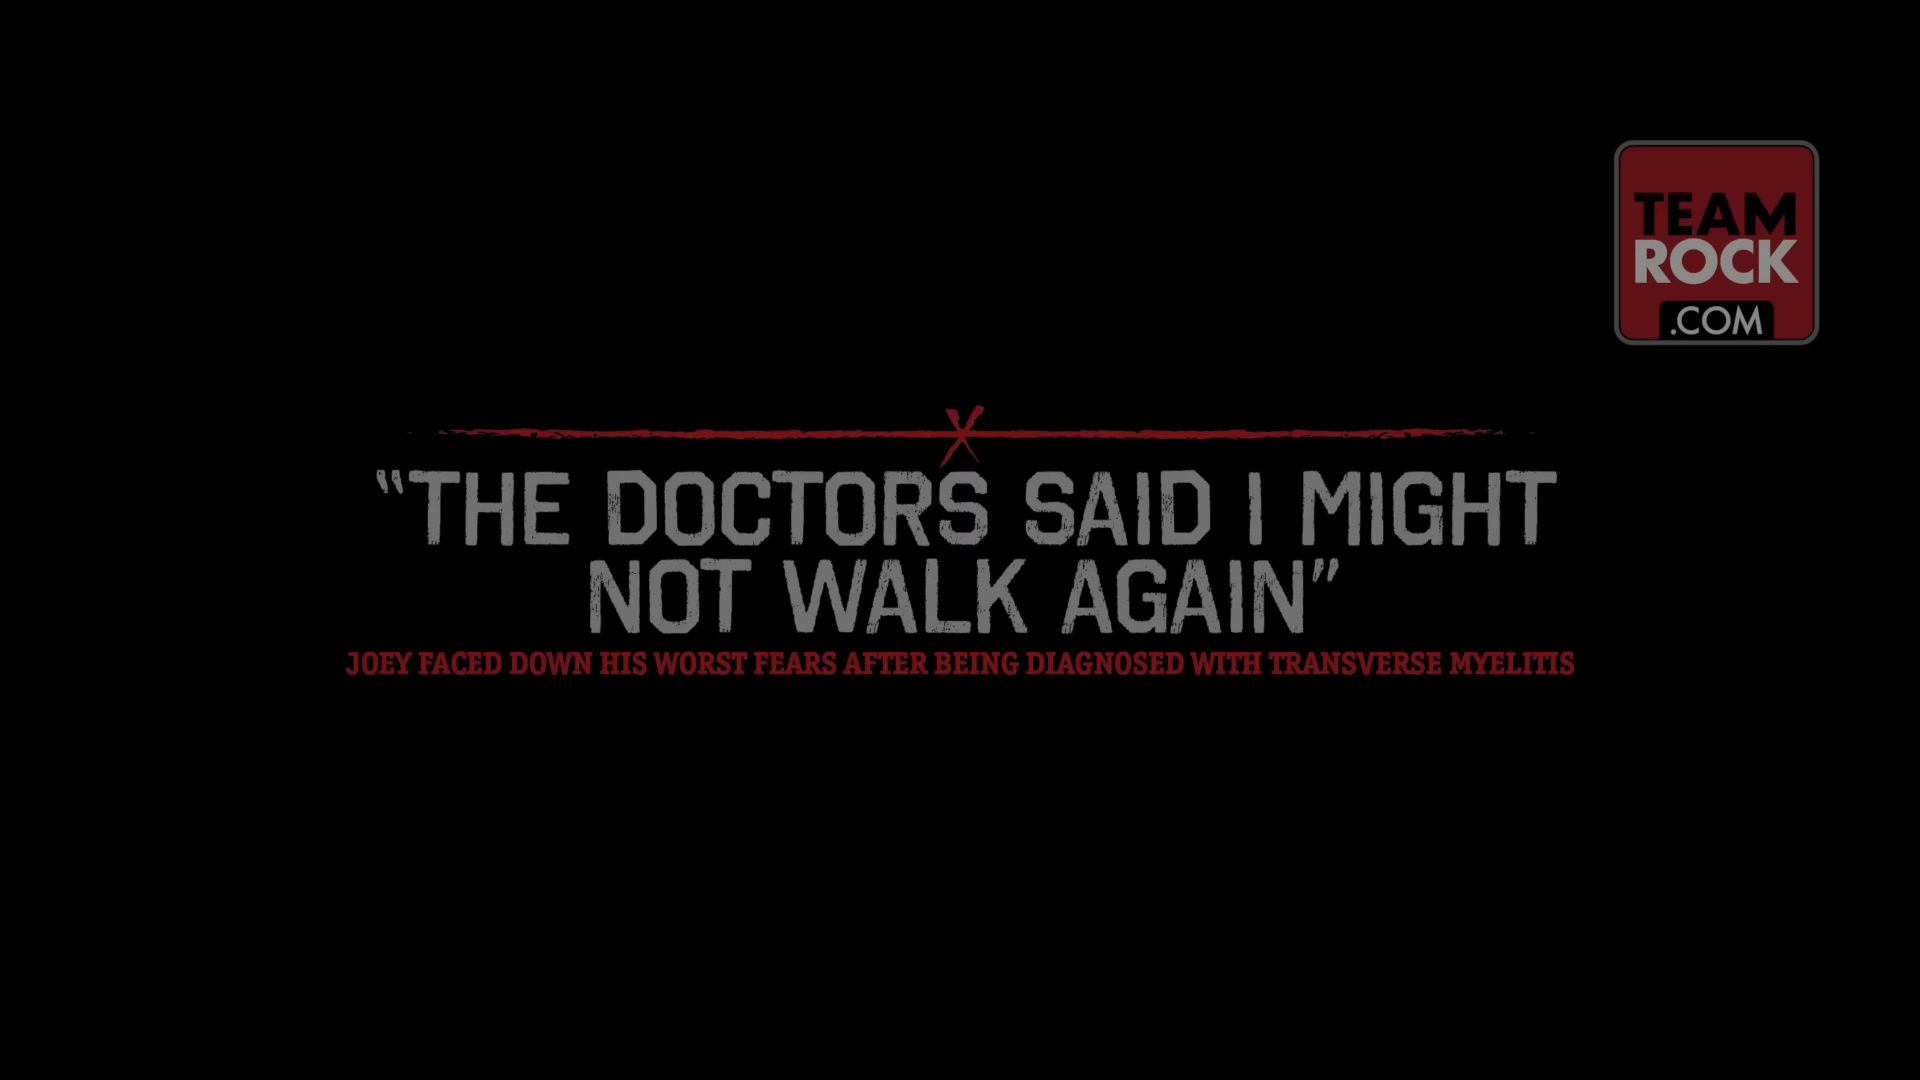 TEAM
ROCK
.COM
“THE DOCTORS SAID I MIGHT
NOT WALK AGAIN”
JOEY FACED DOWN HIS WORST FEARS AFTER BEING DIAGNOSED WITH TRANSVERSE MYELITIS